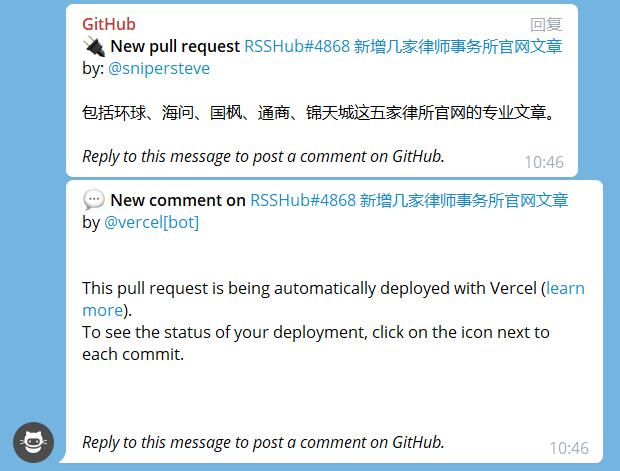 GitHub 回复
🔌 New pull request RSSHub#4868 新增几家律师事务所官网文章
by: @snipersteve
包括环球、海问、国枫、通商、锦天城这五家律所官网的专业文章。
Reply to this message to post a comment on GitHub.
10:46
💬 New comment on RSSHub#4868 新增几家律师事务所官网文章
by @vercel[bot]
This pull request is being automatically deployed with Vercel (learn
more).
To see the status of your deployment, click on the icon next to
each commit.
Reply to this message to post a comment on GitHub.
10:46